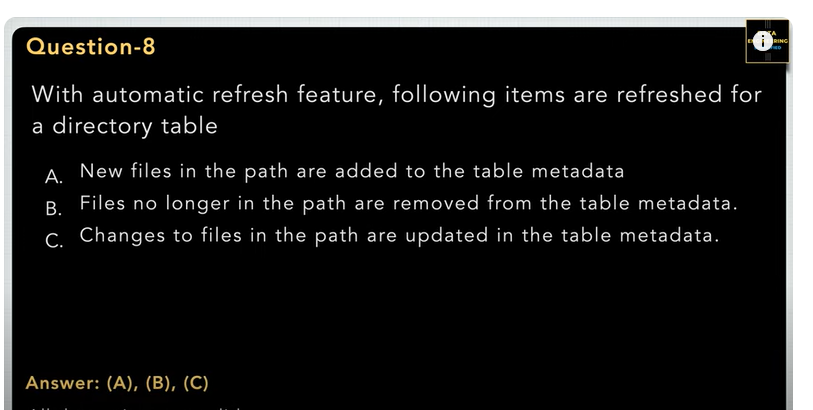 Question-8
With automatic refresh feature, following items are refreshed for
a directory table
A. New files in the path are added to the table metadata
B. Files no longer in the path are removed from the table metadata.
C. Changes to files in the path are updated in the table metadata.
Answer: (A), (B), (C)